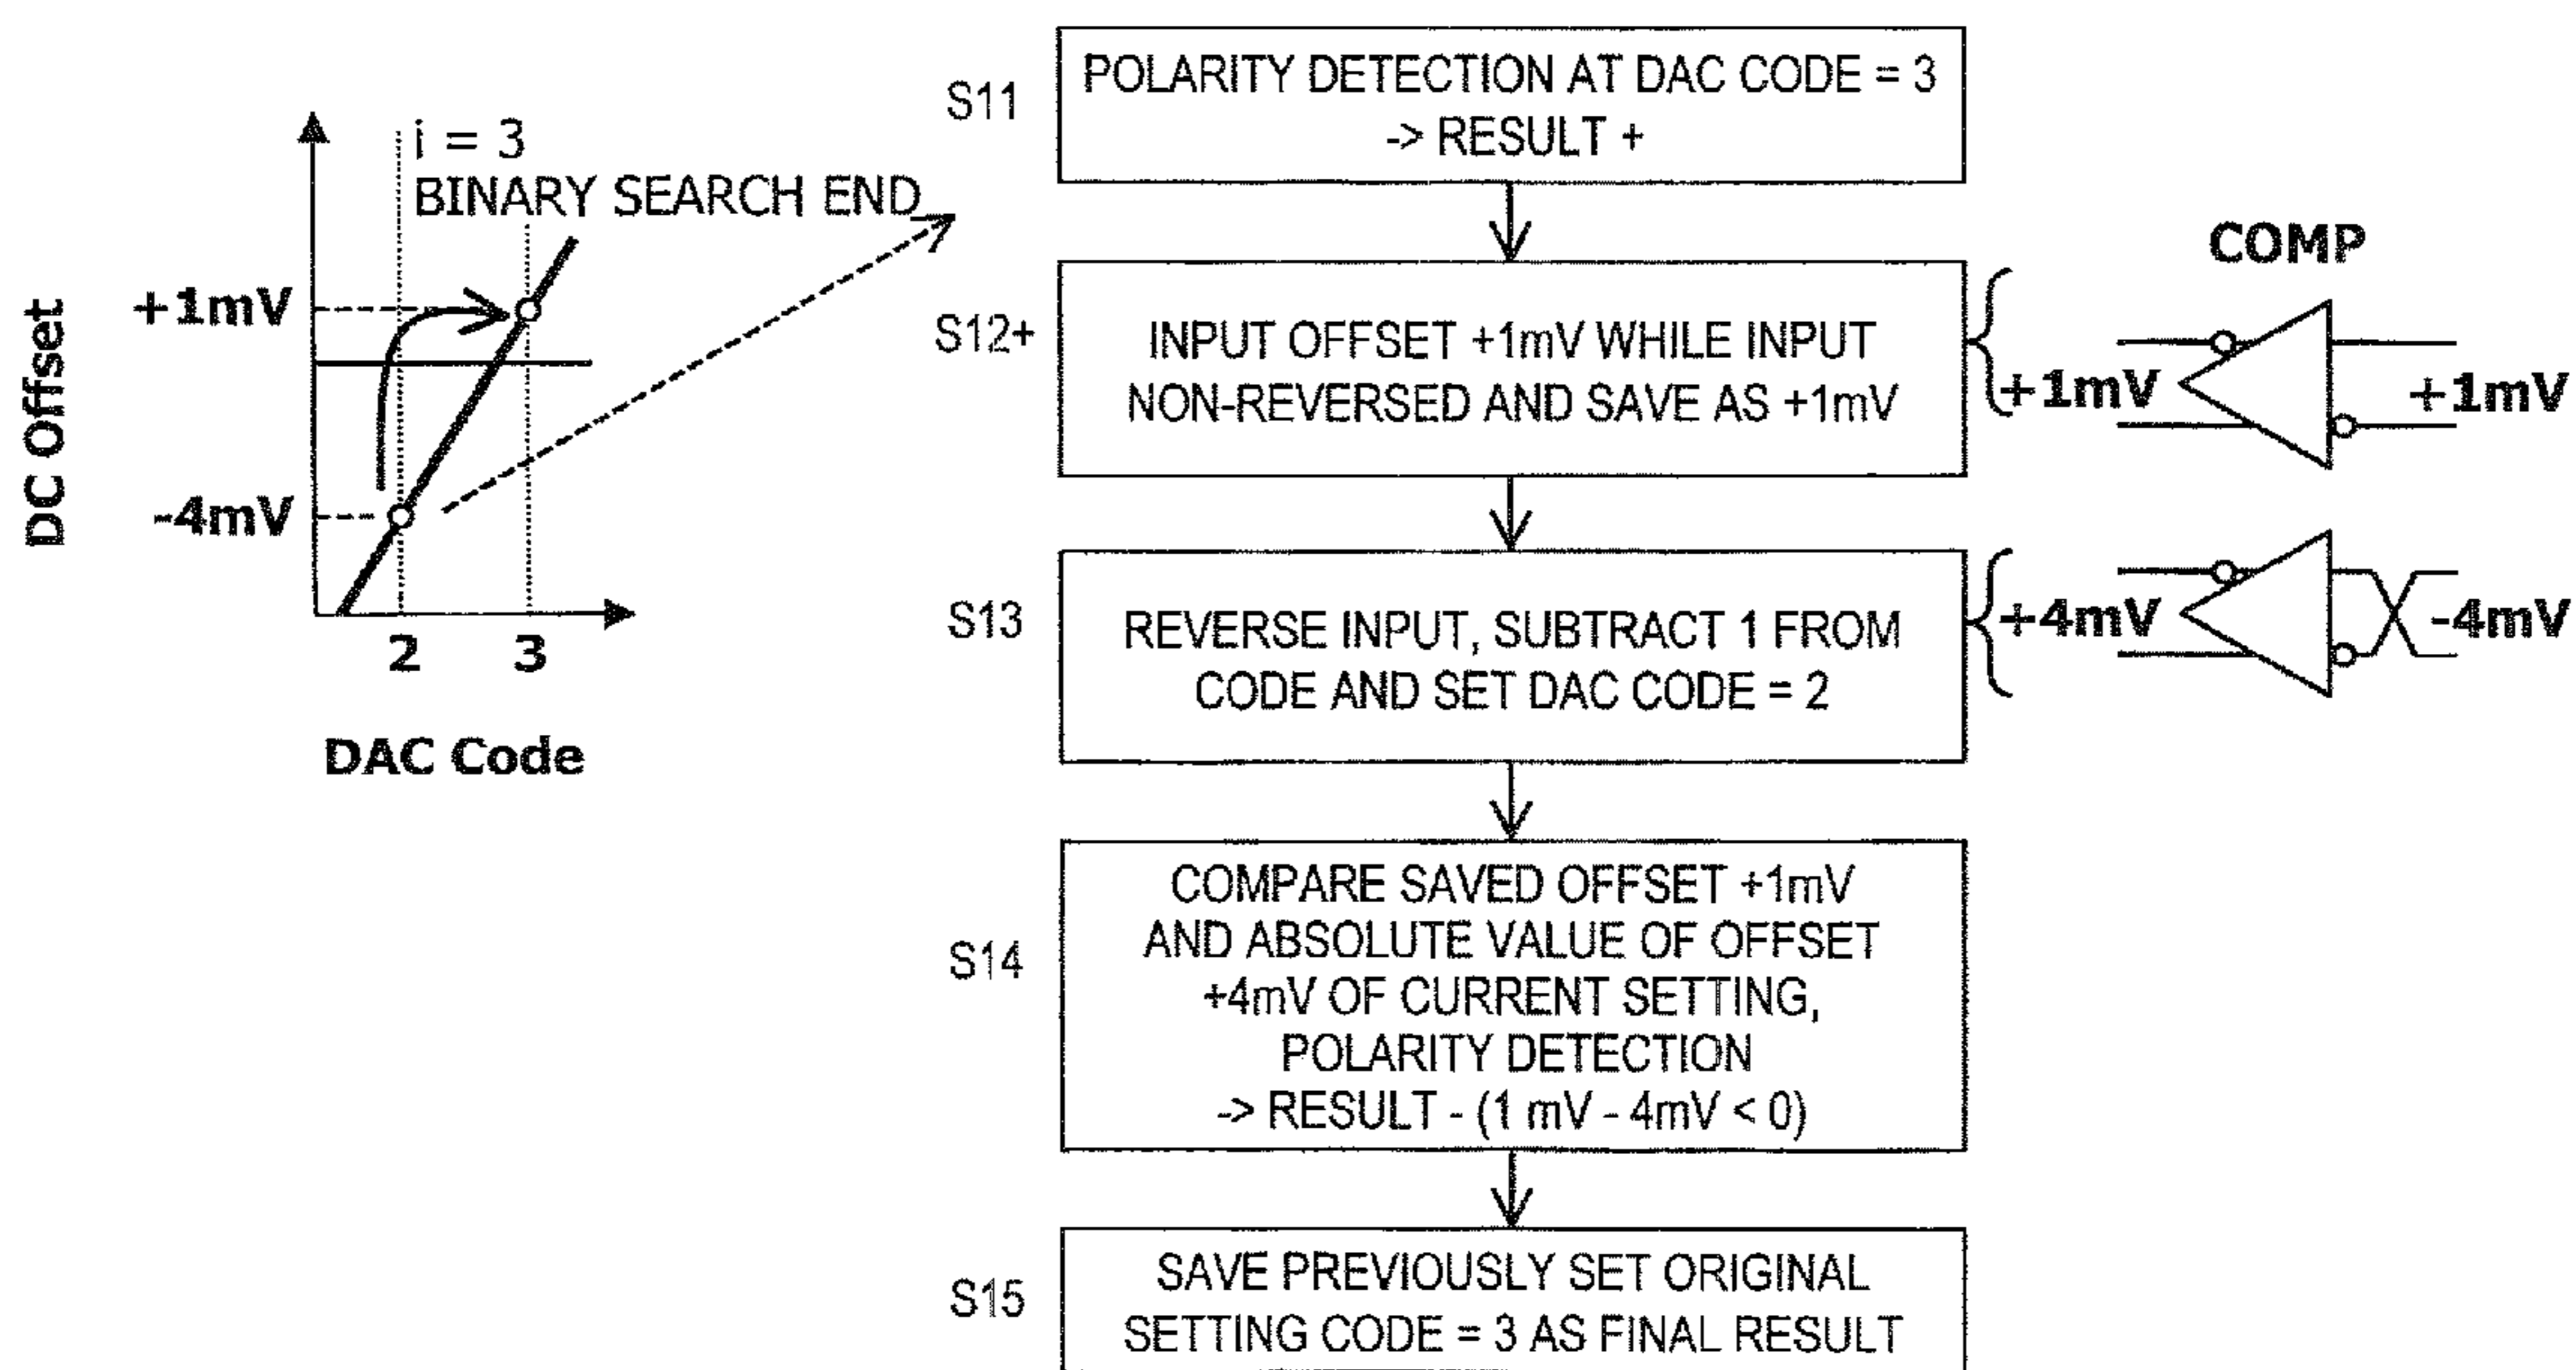 i = 3
BINARY SEARCH END
DC Offset
+1mV
-4mV
2 3
DAC Code
S11
POLARITY DETECTION AT DAC CODE = 3
-> RESULT +
S12+
INPUT OFFSET +1mV WHILE INPUT
NON-REVERSED AND SAVE AS +1mV
COMP
+1mV
+1mV
S13
REVERSE INPUT, SUBTRACT 1 FROM
CODE AND SET DAC CODE = 2
+4mV
-4mV
S14
COMPARE SAVED OFFSET +1mV
AND ABSOLUTE VALUE OF OFFSET
+4mV OF CURRENT SETTING,
POLARITY DETECTION
-> RESULT - (1 mV - 4mV < 0)
S15
SAVE PREVIOUSLY SET ORIGINAL
SETTING CODE = 3 AS FINAL RESULT